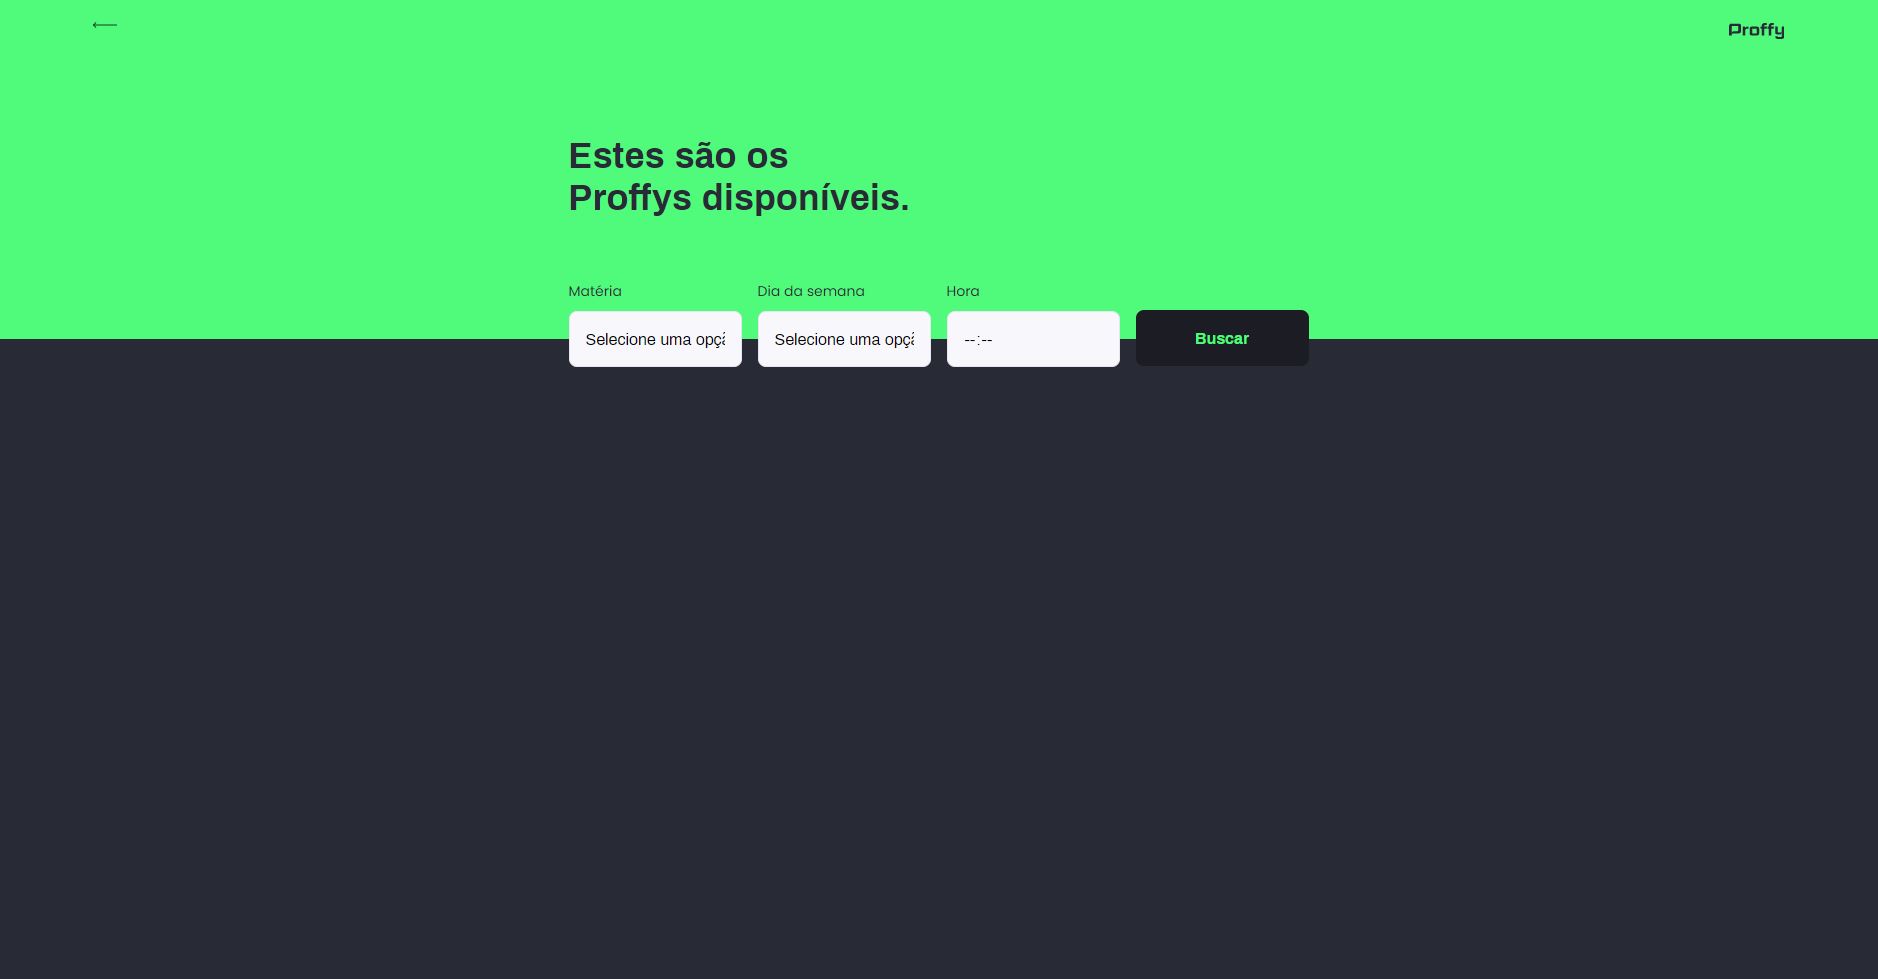 Proffy
Estes são os
Proffys disponíveis.
Matéria
Dia da semana
Hora
Selecione uma opçã
Selecione uma opçã
--:--
Buscar